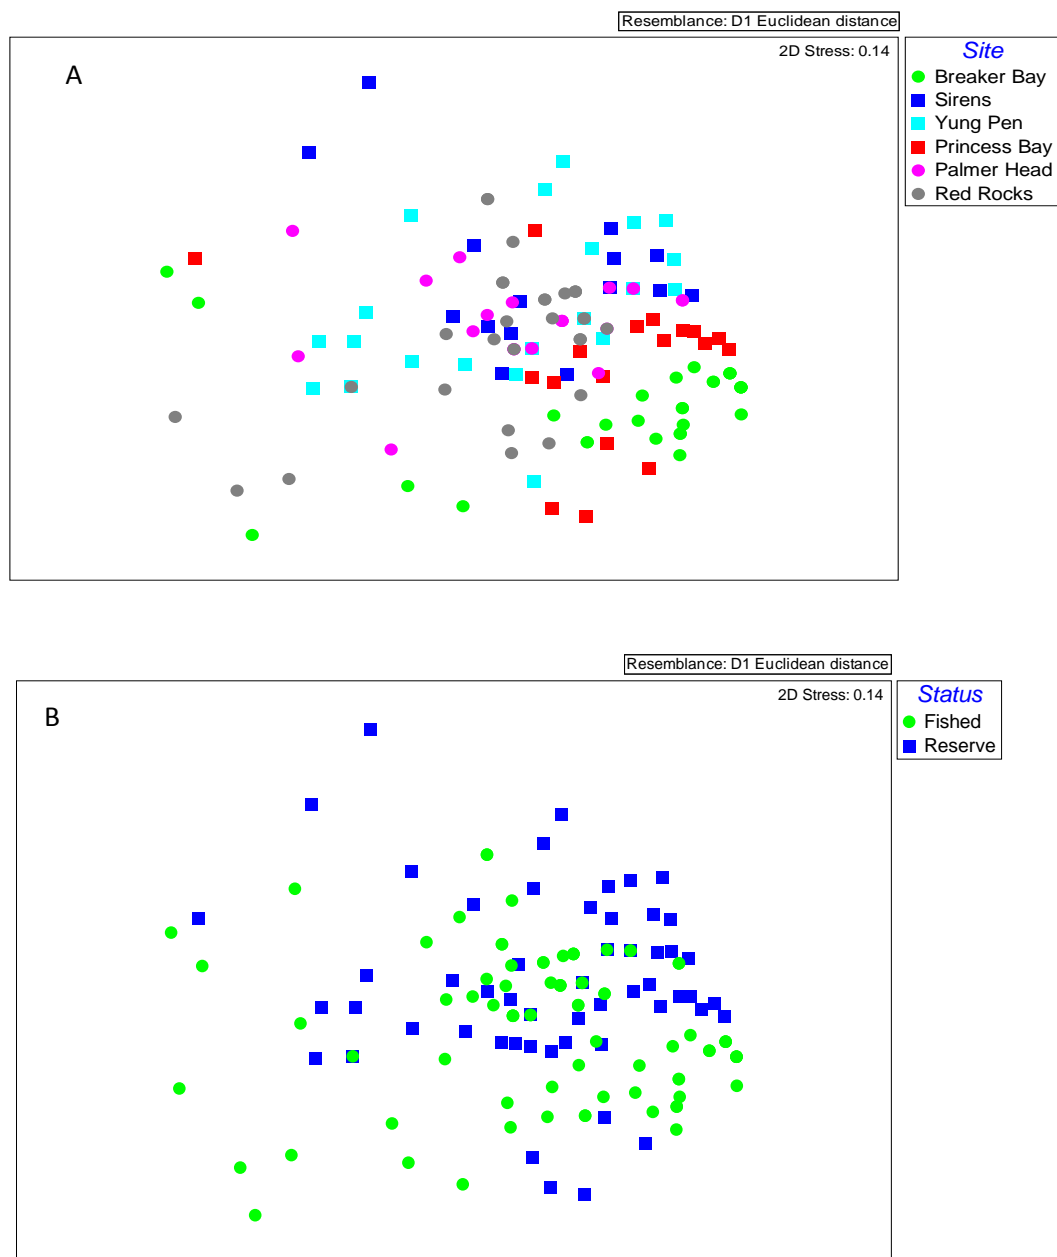 Resemblance: D1 Euclidean distance
2D Stress: 0.14
A
Site
Breaker Bay
Sirens
Yung Pen
Princess Bay
Palmer Head
Red Rocks
Resemblance: D1 Euclidean distance
2D Stress: 0.14
B
Status
Fished
Reserve